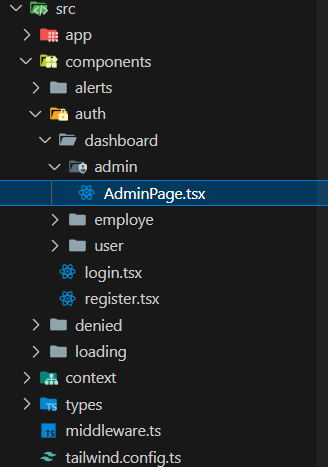 src
app
components
alerts
auth
dashboard
admin
AdminPage.tsx
employe
user
login.tsx
register.tsx
denied
loading
context
types
middleware.ts
tailwind.config.ts